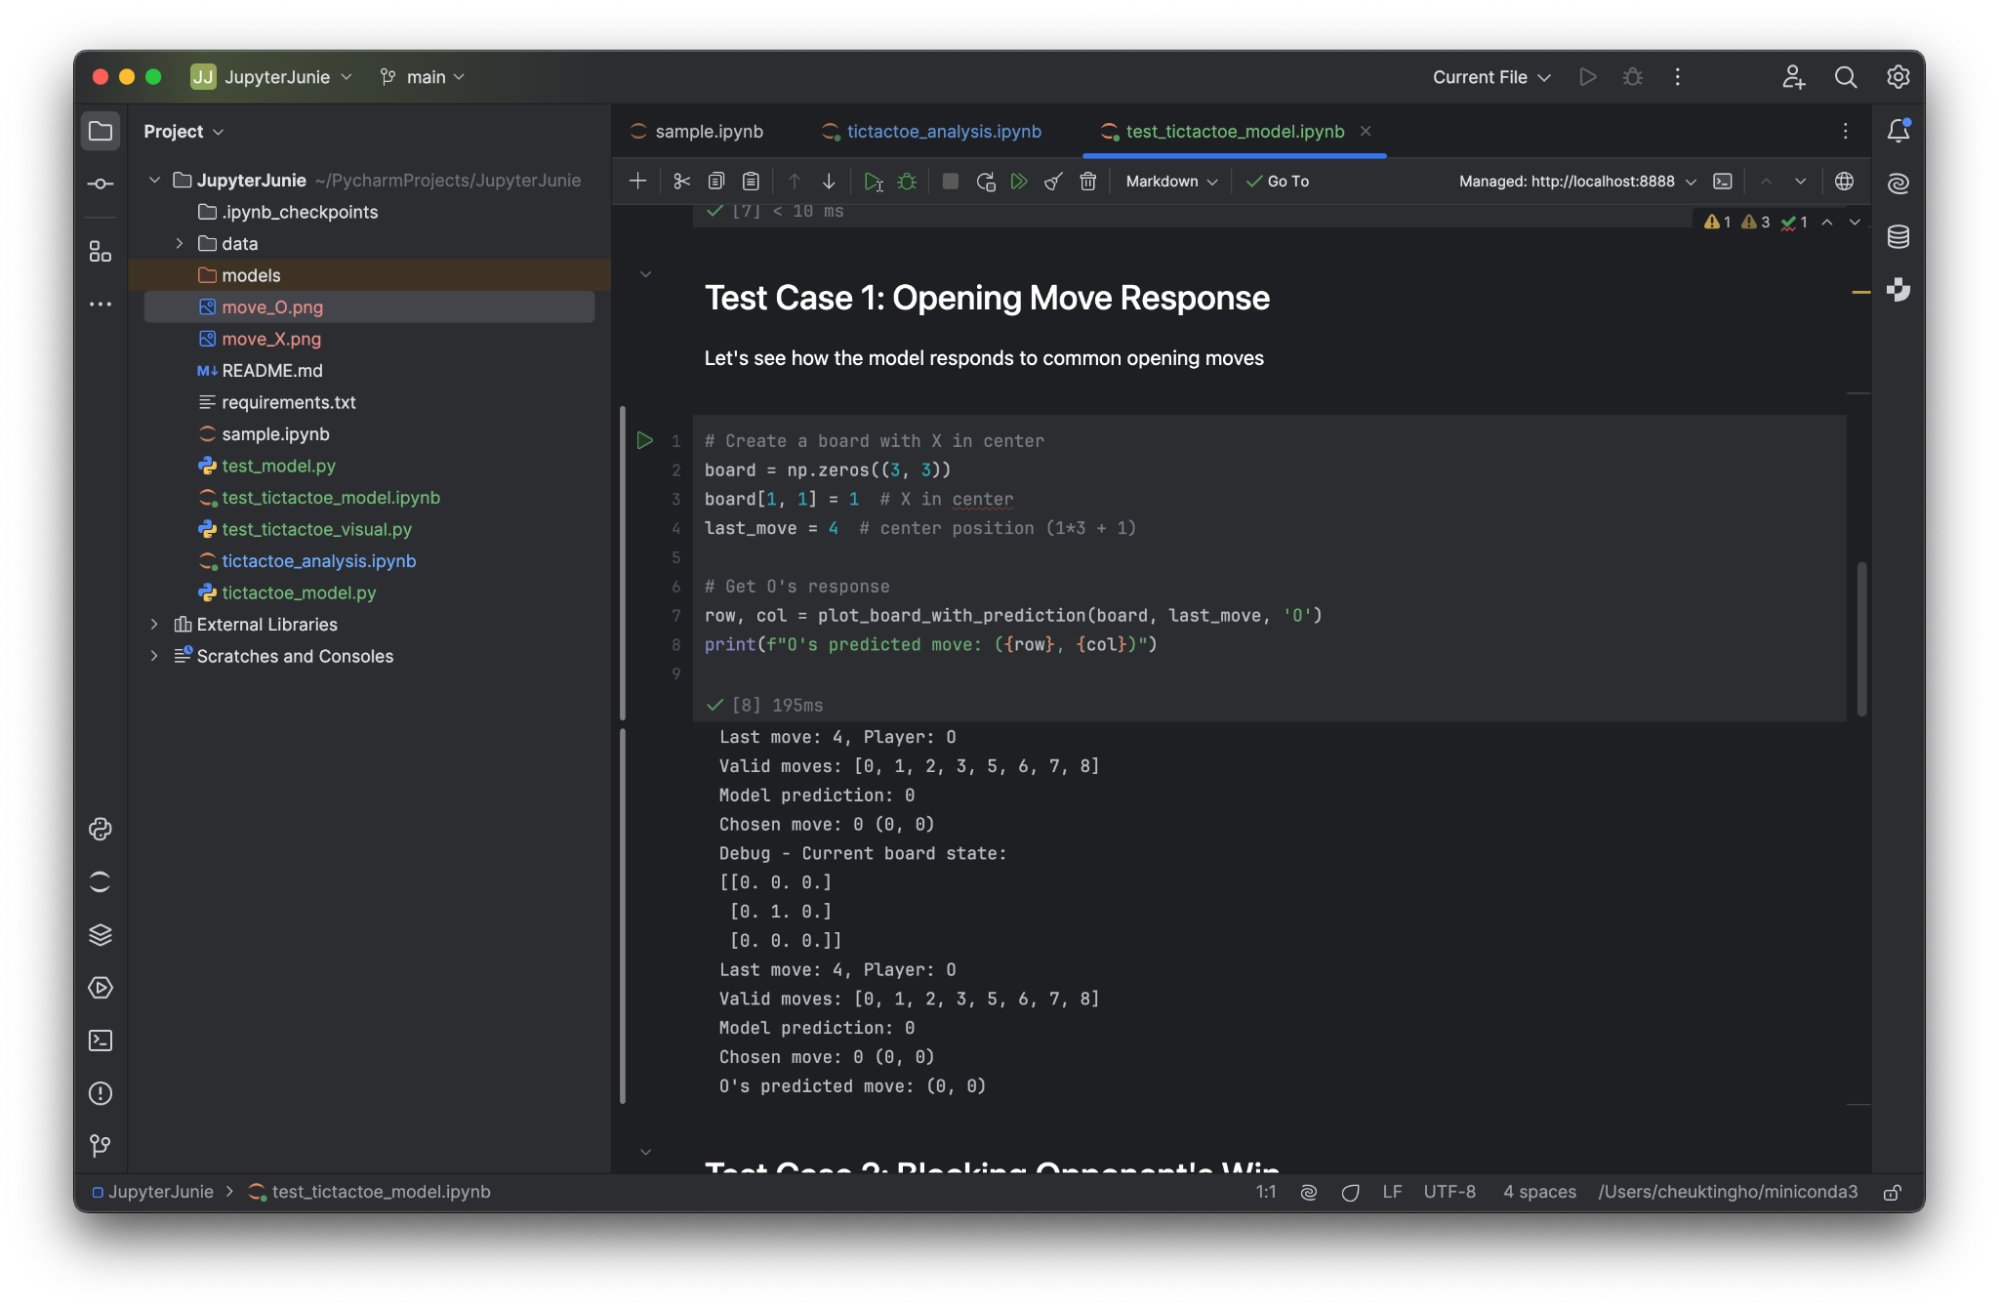 JJ JupyterJunie main Current File
Project
JupyterJunie ~/PycharmProjects/JupyterJunie
.ipynb_checkpoints
data
models
move_O.png
move_X.png
M↓ README.md
requirements.txt
sample.ipynb
test_model.py
test_tictactoe_model.ipynb
test_tictactoe_visual.py
tictactoe_analysis.ipynb
tictactoe_model.py
External Libraries
Scratches and Consoles
sample.ipynb tictactoe_analysis.ipynb test_tictactoe_model.ipynb
Markdown Go To Managed: http://localhost:8888
[7] < 10 ms
1 3 1
Test Case 1: Opening Move Response
Let's see how the model responds to common opening moves
1 # Create a board with X in center
2 board = np.zeros((3, 3))
3 board[1, 1] = 1  # X in center
4 last_move = 4  # center position (1*3 + 1)
5
6 # Get O's response
7 row, col = plot_board_with_prediction(board, last_move, 'O')
8 print(f"O's predicted move: ({row}, {col})")
9
[8] 195ms
Last move: 4, Player: O
Valid moves: [0, 1, 2, 3, 5, 6, 7, 8]
Model prediction: 0
Chosen move: 0 (0, 0)
Debug - Current board state:
[[0. 0. 0.]
[0. 1. 0.]
[0. 0. 0.]]
Last move: 4, Player: O
Valid moves: [0, 1, 2, 3, 5, 6, 7, 8]
Model prediction: 0
Chosen move: 0 (0, 0)
O's predicted move: (0, 0)
Test Case 2: Blocking Opponent's Win
JupyterJunie > test_tictactoe_model.ipynb 1:1 LF UTF-8 4 spaces /Users/cheuktingho/miniconda3